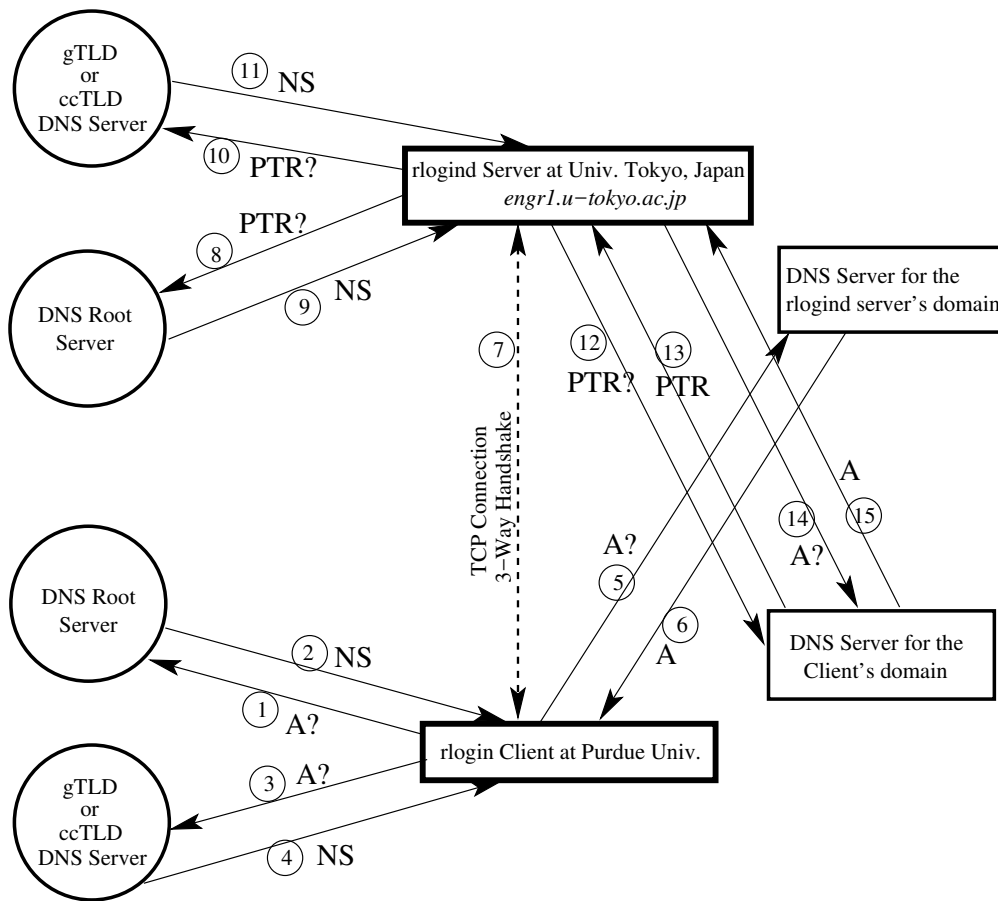 gTLD
or
ccTLD
DNS Server
11 NS
10
PTR?
rlogind Server at Univ. Tokyo, Japan
engr1.u−tokyo.ac.jp
PTR?
8
DNS Root
Server
9 NS
DNS Server for the
rlogind server's domain
7
12
PTR?
13
PTR
TCP Connection
3−Way Handshake
A
15
14
A?
A?
5
6
A
DNS Root
Server
2 NS
1 A?
DNS Server for the
Client's domain
rlogin Client at Purdue Univ.
3 A?
gTLD
or
ccTLD
DNS Server
4 NS